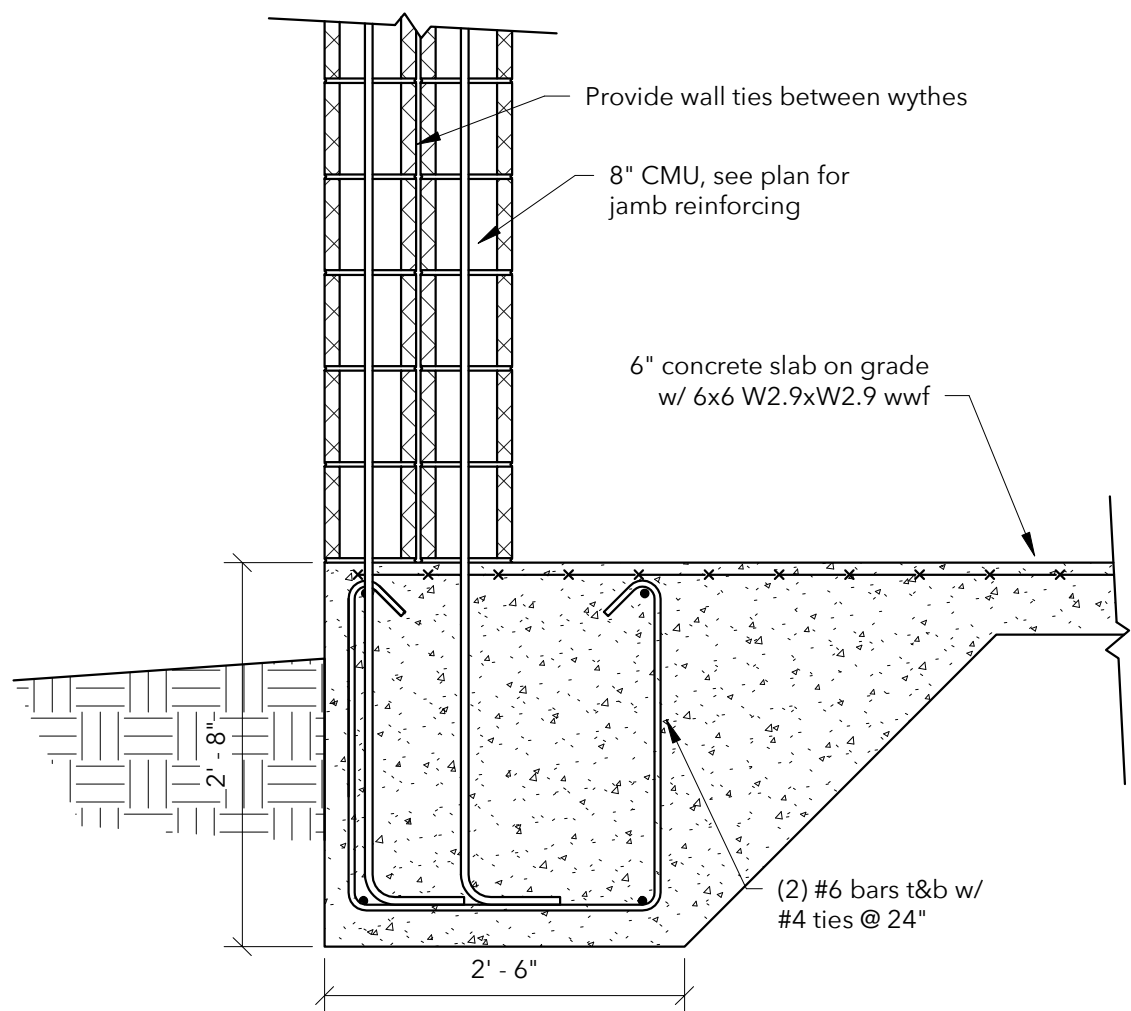 Provide wall ties between wythes
8" CMU, see plan for
jamb reinforcing
6" concrete slab on grade
w/ 6x6 W2.9xW2.9 wwf
2' - 8"
(2) #6 bars t&b w/
#4 ties @ 24"
2' - 6"